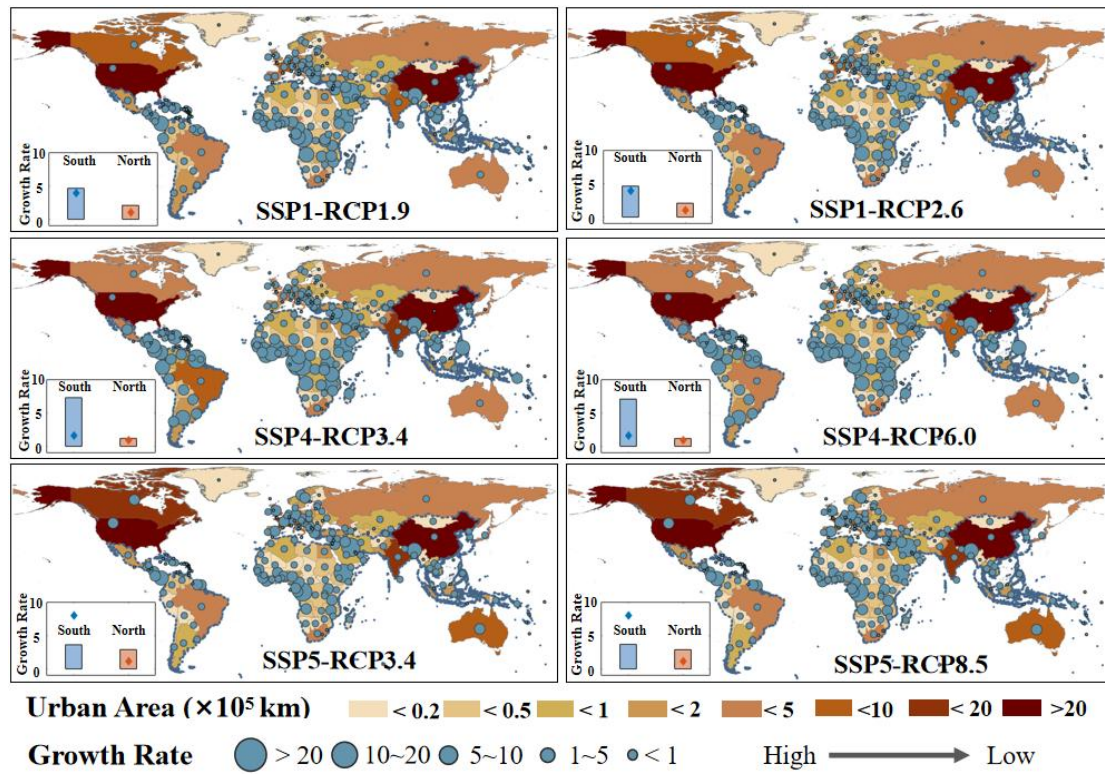 10
South North
5
0
Growth Rate
SSP1-RCP1.9
10
South North
5
0
Growth Rate
SSP1-RCP2.6
10
South North
5
0
Growth Rate
SSP4-RCP3.4
10
South North
5
0
Growth Rate
SSP4-RCP6.0
10
South North
5
0
Growth Rate
SSP5-RCP3.4
10
South North
5
0
Growth Rate
SSP5-RCP8.5
Urban Area (×10⁵ km) < 0.2 < 0.5 < 1 < 2 < 5 <10 < 20 >20
Growth Rate > 20 10~20 5~10 1~5 < 1 High Low